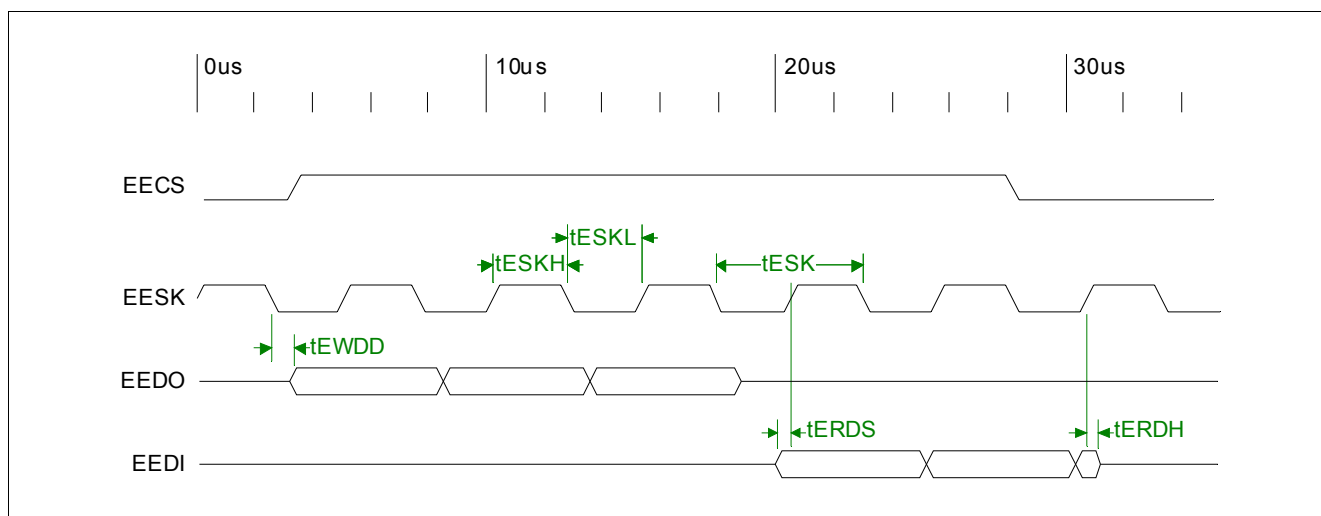 0us 10us 20us 30us
EECS
tESKL
tESKH tESK
EESK
tEWDD
EEDO
tERDS tERDH
EEDI